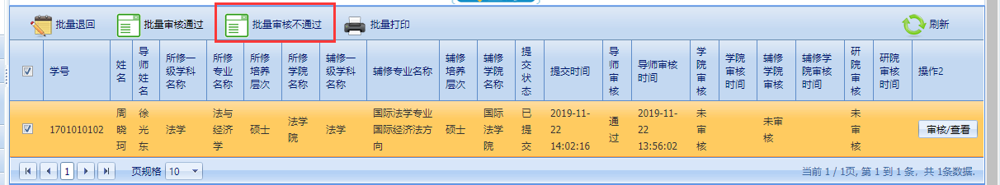 批量退回 批量审核通过 批量审核不通过 批量打印 刷新
学号 姓名 导师姓名 所修一级学科名称 所修专业名称 所修培养层次 所修学院名称 辅修一级学科名称 辅修专业名称 辅修培养层次 辅修学院名称 提交状态 提交时间 导师审核 导师审核时间 学院审核 学院审核时间 辅修学院审核 辅修学院审核时间 研院审核 研院审核时间 操作2
1701010102 周晓珂 徐光东 法学 法与经济学 硕士 法学院 法学 国际法学专业国际经济法方向 硕士 国际法学院 已提交 2019-11-22 14:02:16 通过 2019-11-22 13:56:02 未审核 未审核 未审核 审核/查看
1 页规格 10 当前 1 / 1页, 第 1 到 1 条，共 1条数据.